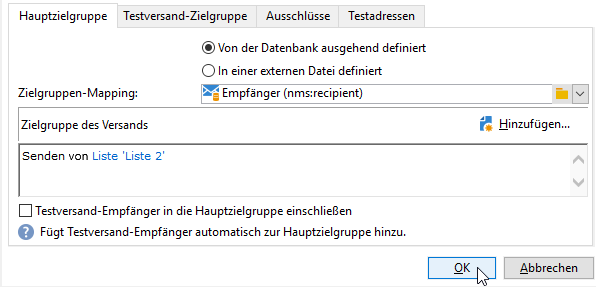 Hauptzielgruppe Testversand-Zielgruppe Ausschlüsse Testadressen
Von der Datenbank ausgehend definiert
In einer externen Datei definiert
Zielgruppen-Mapping: Empfänger (nms:recipient)
Zielgruppe des Versands Hinzufügen...
Senden von Liste 'Liste 2'
Testversand-Empfänger in die Hauptzielgruppe einschließen
? Fügt Testversand-Empfänger automatisch zur Hauptzielgruppe hinzu.
OK Abbrechen